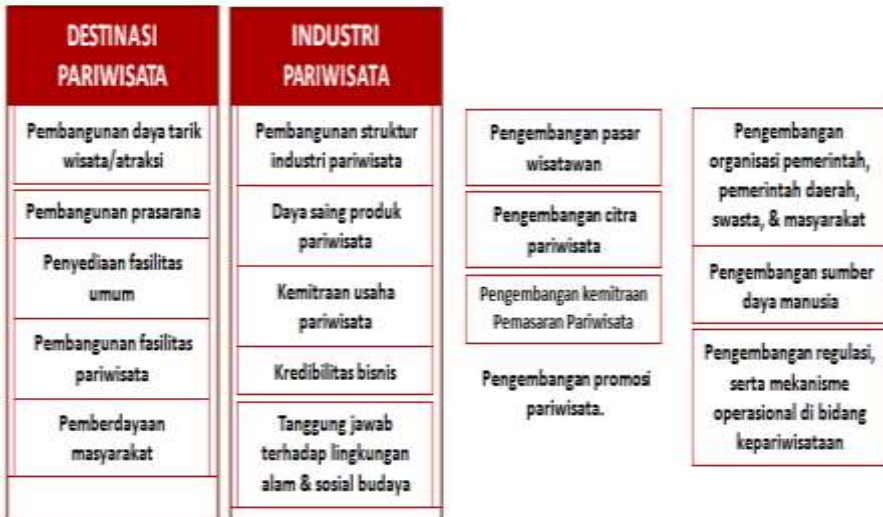 DESTINASI
PARIWISATA
Pembangunan daya tarik
wisata/atraksi
Pembangunan prasarana
Penyediaan fasilitas
umum
Pembangunan fasilitas
pariwisata
Pemberdayaan
masyarakat
INDUSTRI
PARIWISATA
Pembangunan struktur
industri pariwisata
Daya saing produk
pariwisata
Kemitraan usaha
pariwisata
Kredibilitas bisnis
Tanggung jawab
terhadap lingkungan
alam & sosial budaya
Pengembangan pasar
wisatawan
Pengembangan citra
pariwisata
Pengembangan kemitraan
Pemasaran Pariwisata
Pengembangan promosi
pariwisata.
Pengembangan
organisasi pemerintah,
pemerintah daerah,
swasta, & masyarakat
Pengembangan sumber
daya manusia
Pengembangan regulasi,
serta mekanisme
operasional di bidang
kepariwisataan